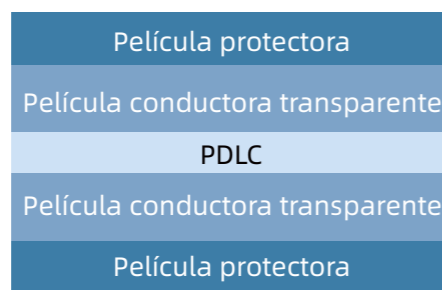 Película protectora
Película conductora transparente
PDLC
Película conductora transparente
Película protectora